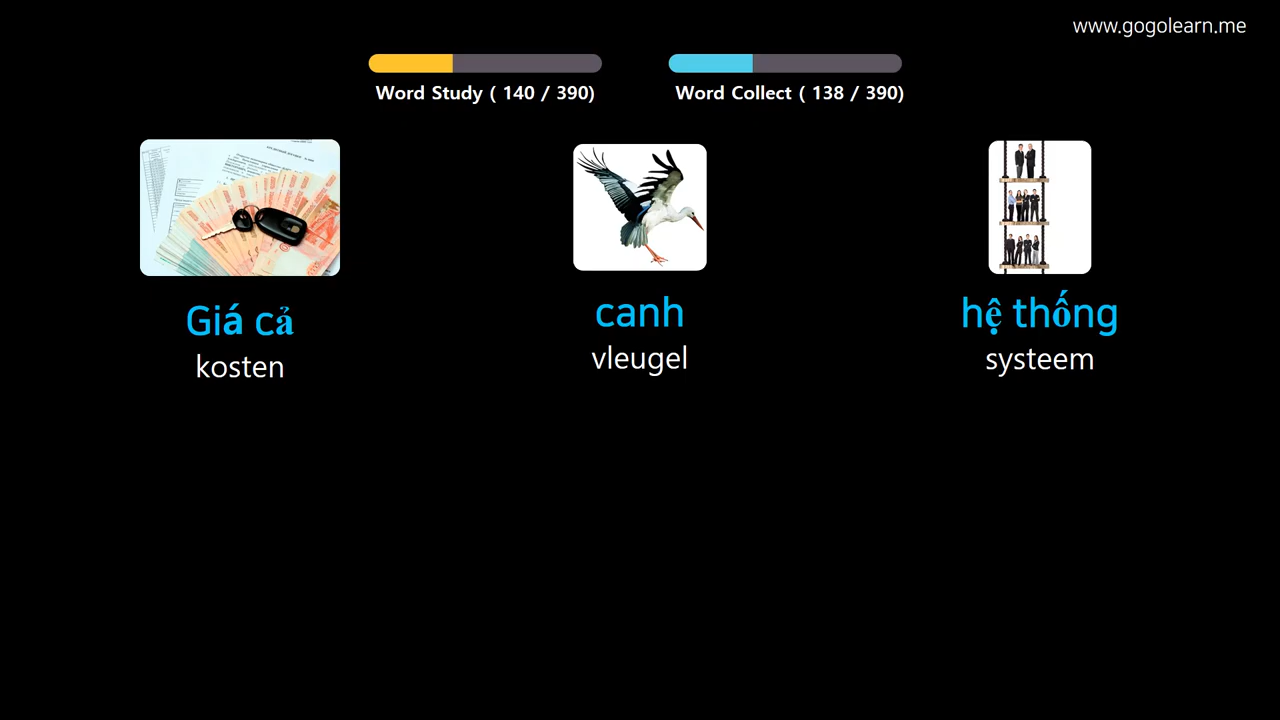 www.gogolearn.me
Word Study ( 140 / 390)
Word Collect ( 138 / 390)
Giá cả
kosten
canh
vleugel
hệ thống
systeem